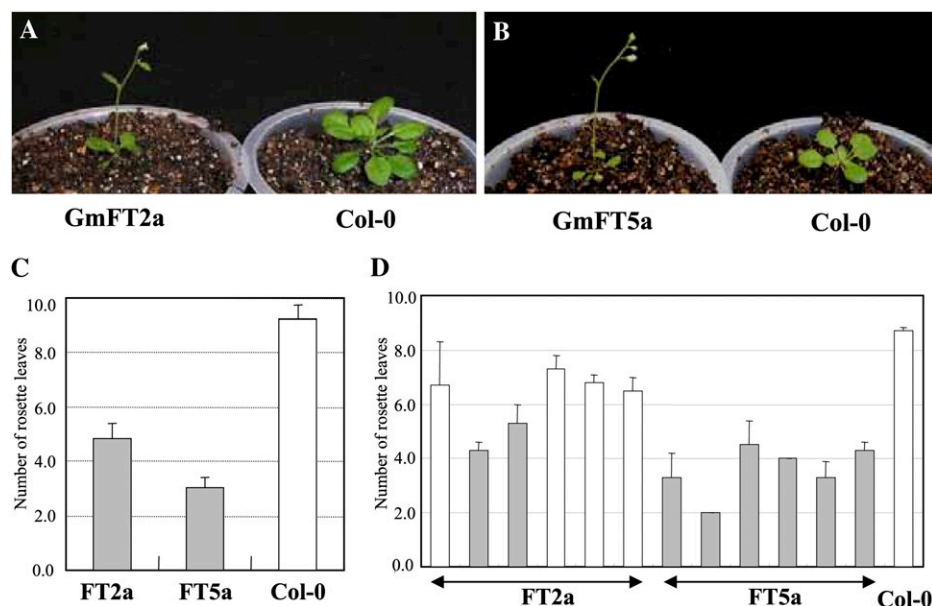 A
B
GmFT2a
Col-0
GmFT5a
Col-0
C
Number of rosette leaves
10.0
8.0
6.0
4.0
2.0
0.0
FT2a
FT5a
Col-0
D
Number of rosette leaves
10.0
8.0
6.0
4.0
2.0
0.0
FT2a
FT5a
Col-0